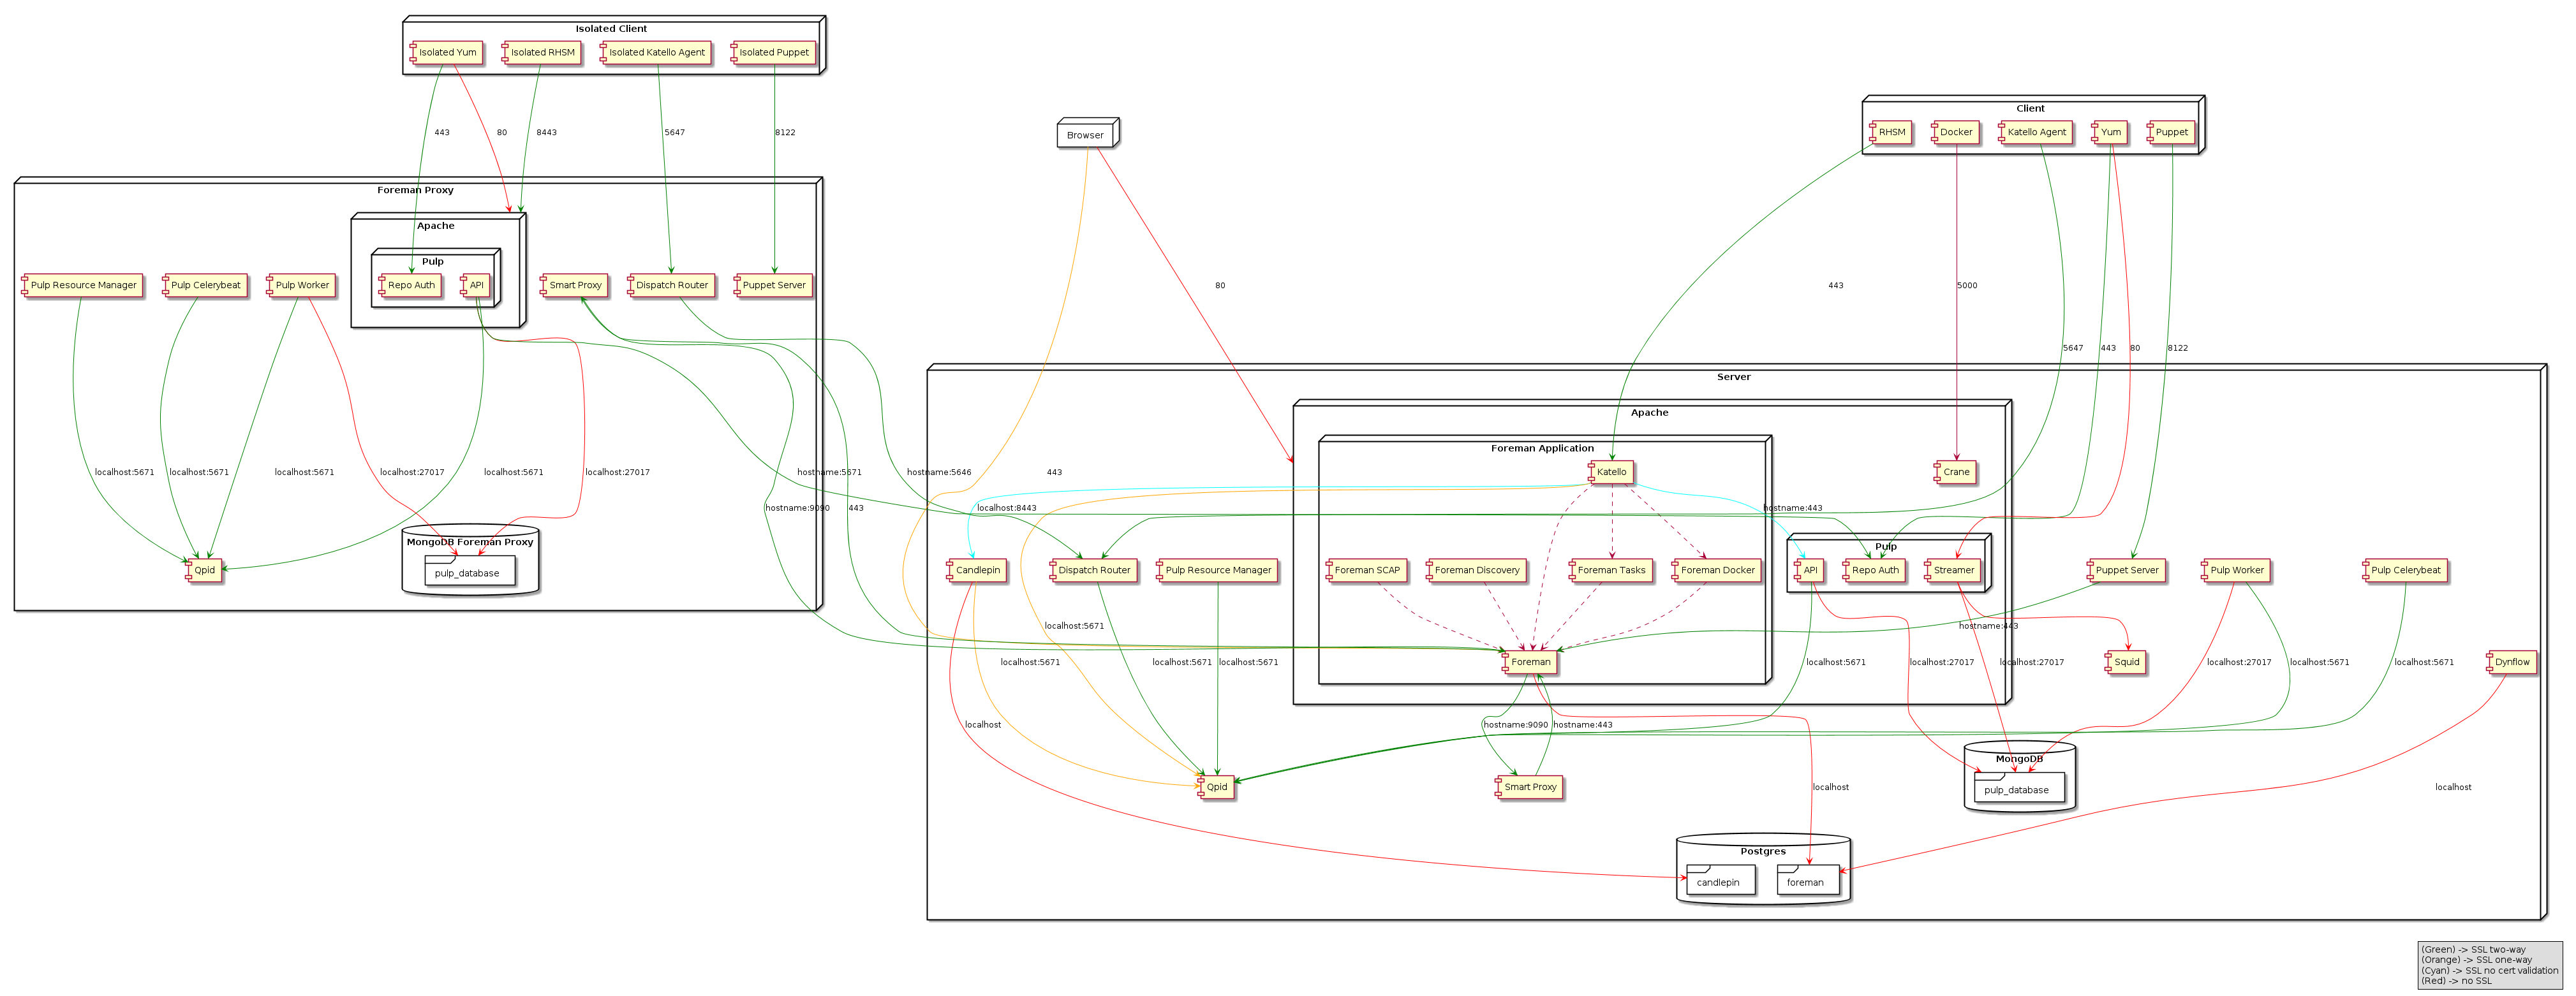 Isolated Client
Isolated Yum
Isolated RHSM
Isolated Katello Agent
Isolated Puppet
Client
RHSM
Docker
Katello Agent
Yum
Puppet
Browser
443
80
8443
5647
8122
Foreman Proxy
Apache
Pulp
Pulp Resource Manager
Pulp Celerybeat
Pulp Worker
Repo Auth
API
Smart Proxy
Dispatch Router
Puppet Server
80
443
5000
5647
443
80
8122
Server
Apache
Foreman Application
Katello
Crane
localhost:5671
localhost:5671
localhost:5671
localhost:27017
localhost:5671
localhost:27017
hostname:5671
hostname:5646
443
hostname:9090
443
localhost:8443
hostname:443
MongoDB Foreman Proxy
pulp_database
Qpid
Pulp
Candlepin
Dispatch Router
Pulp Resource Manager
Foreman SCAP
Foreman Discovery
Foreman Tasks
Foreman Docker
API
Repo Auth
Streamer
Puppet Server
Pulp Worker
Pulp Celerybeat
localhost:5671
hostname:443
localhost:5671
localhost:5671
localhost:5671
Foreman
localhost:5671
localhost:27017
localhost:27017
Squid
localhost:27017
localhost:5671
localhost:5671
Dynflow
localhost
hostname:9090
hostname:443
MongoDB
pulp_database
Qpid
Smart Proxy
localhost
localhost
Postgres
candlepin
foreman
(Green) -> SSL two-way
(Orange) -> SSL one-way
(Cyan) -> SSL no cert validation
(Red) -> no SSL